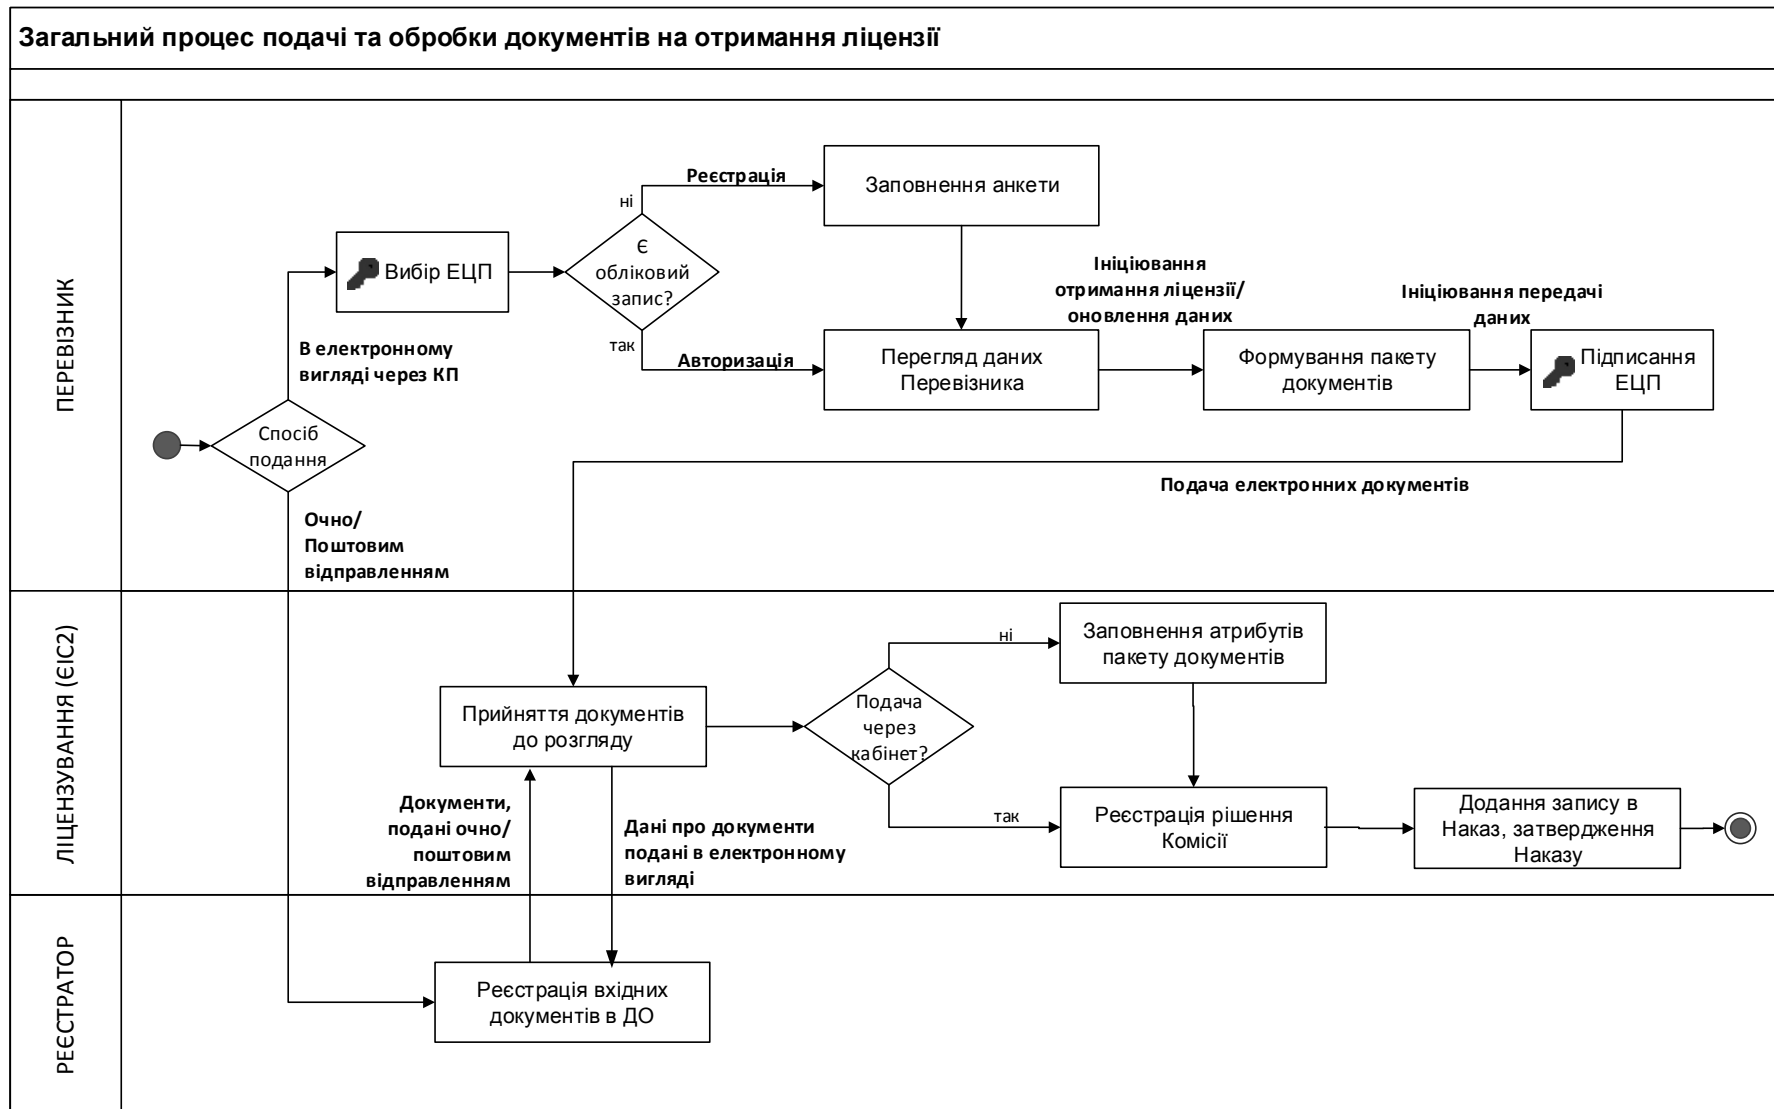 Загальний процес подачі та обробки документів на отримання ліцензії
ПЕРЕВІЗНИК
Спосіб
подання
В електронному
вигляді через КП
Очно/
Поштовим
відправленням
Вибір ЕЦП
Є
обліковий
запис?
ні
Реєстрація
так
Авторизація
Заповнення анкети
Перегляд даних
Перевізника
Ініціювання
отримання ліцензії/
оновлення даних
Формування пакету
документів
Ініціювання передачі
даних
Підписання
ЕЦП
Подача електронних документів
ЛІЦЕНЗУВАННЯ (ЄІС2)
Прийняття документів
до розгляду
Подача
через
кабінет?
ні
так
Заповнення атрибутів
пакету документів
Реєстрація рішення
Комісії
Додання запису в
Наказ, затвердження
Наказу
Документи,
подані очно/
поштовим
відправленням
Дані про документи
подані в електронному
вигляді
РЕЄСТРАТОР
Реєстрація вхідних
документів в ДО